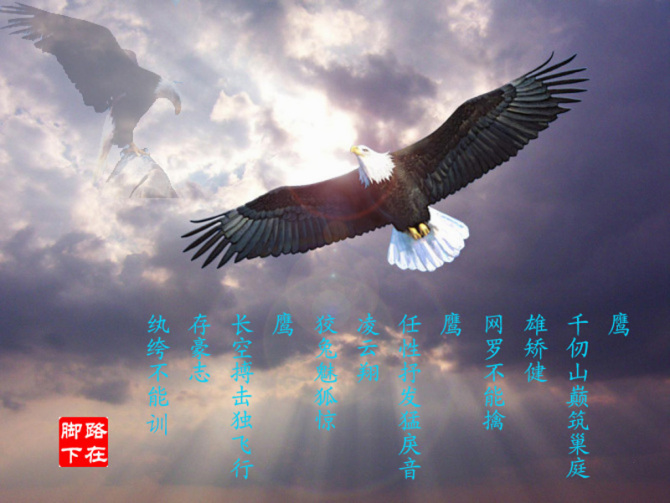 鹰
千仞山巅筑巢庭
雄矫健
网罗不能擒
鹰
任性抒发猛戾音
凌云翔
狡兔魅狐惊
鹰
长空搏击独飞行
存豪志
纨绔不能训
路在
脚下